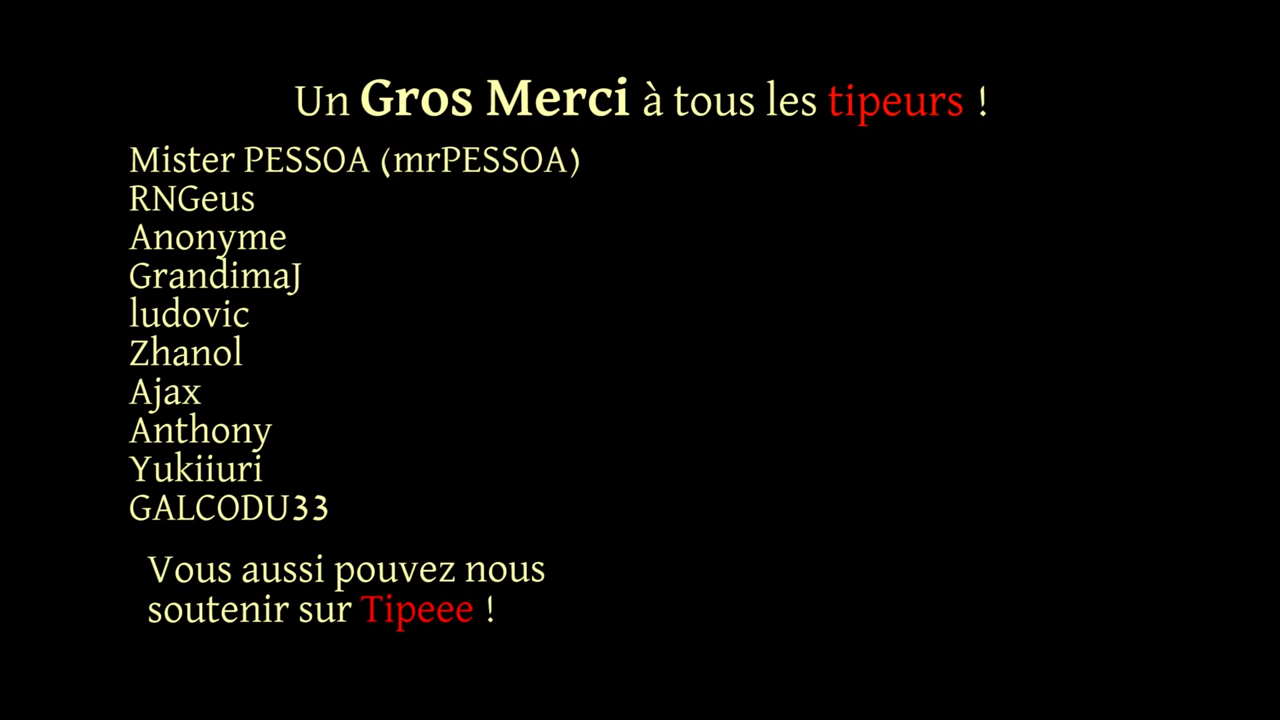 Un Gros Merci à tous les tipeurs !
Mister PESSOA (mrPESSOA)
RNGeus
Anonyme
GrandimaJ
ludovic
Zhanol
Ajax
Anthony
Yukiiuri
GALCODU33
Vous aussi pouvez nous
soutenir sur Tipeee !